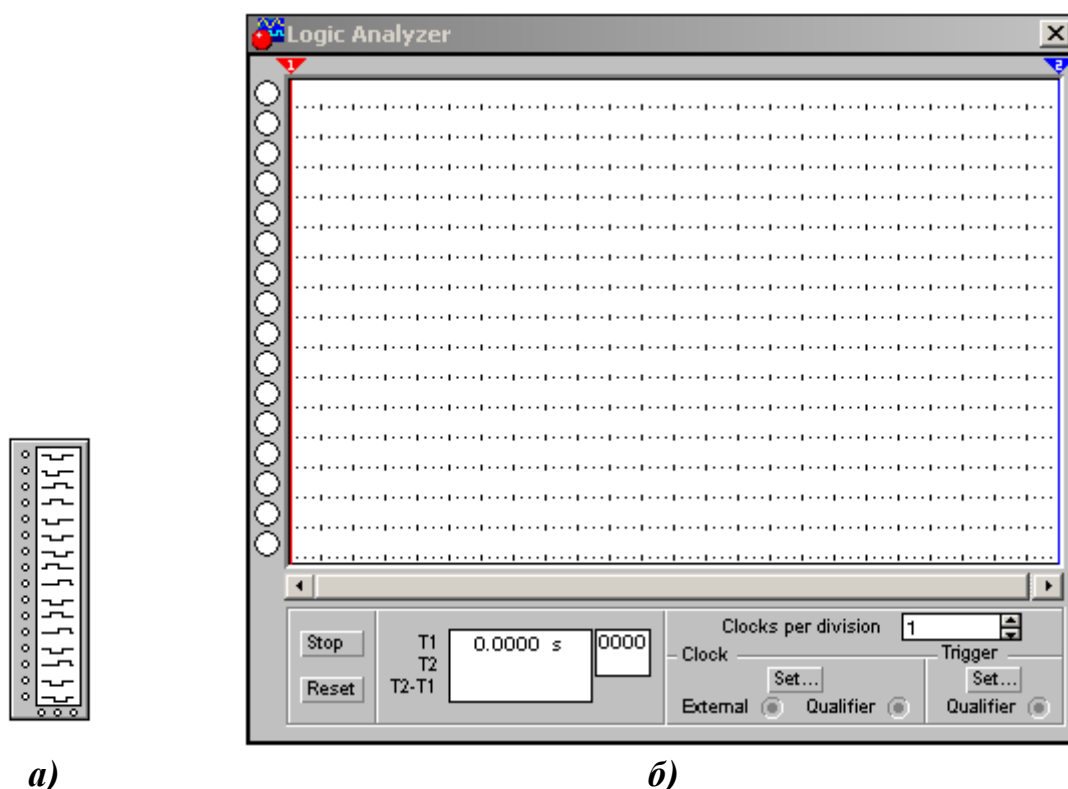 Logic Analyzer
1 2
Stop
Reset
T1 0.0000 s 0000
T2
T2-T1
Clocks per division 1
Clock
Set...
External Qualifier
Trigger
Set...
Qualifier
а) б)